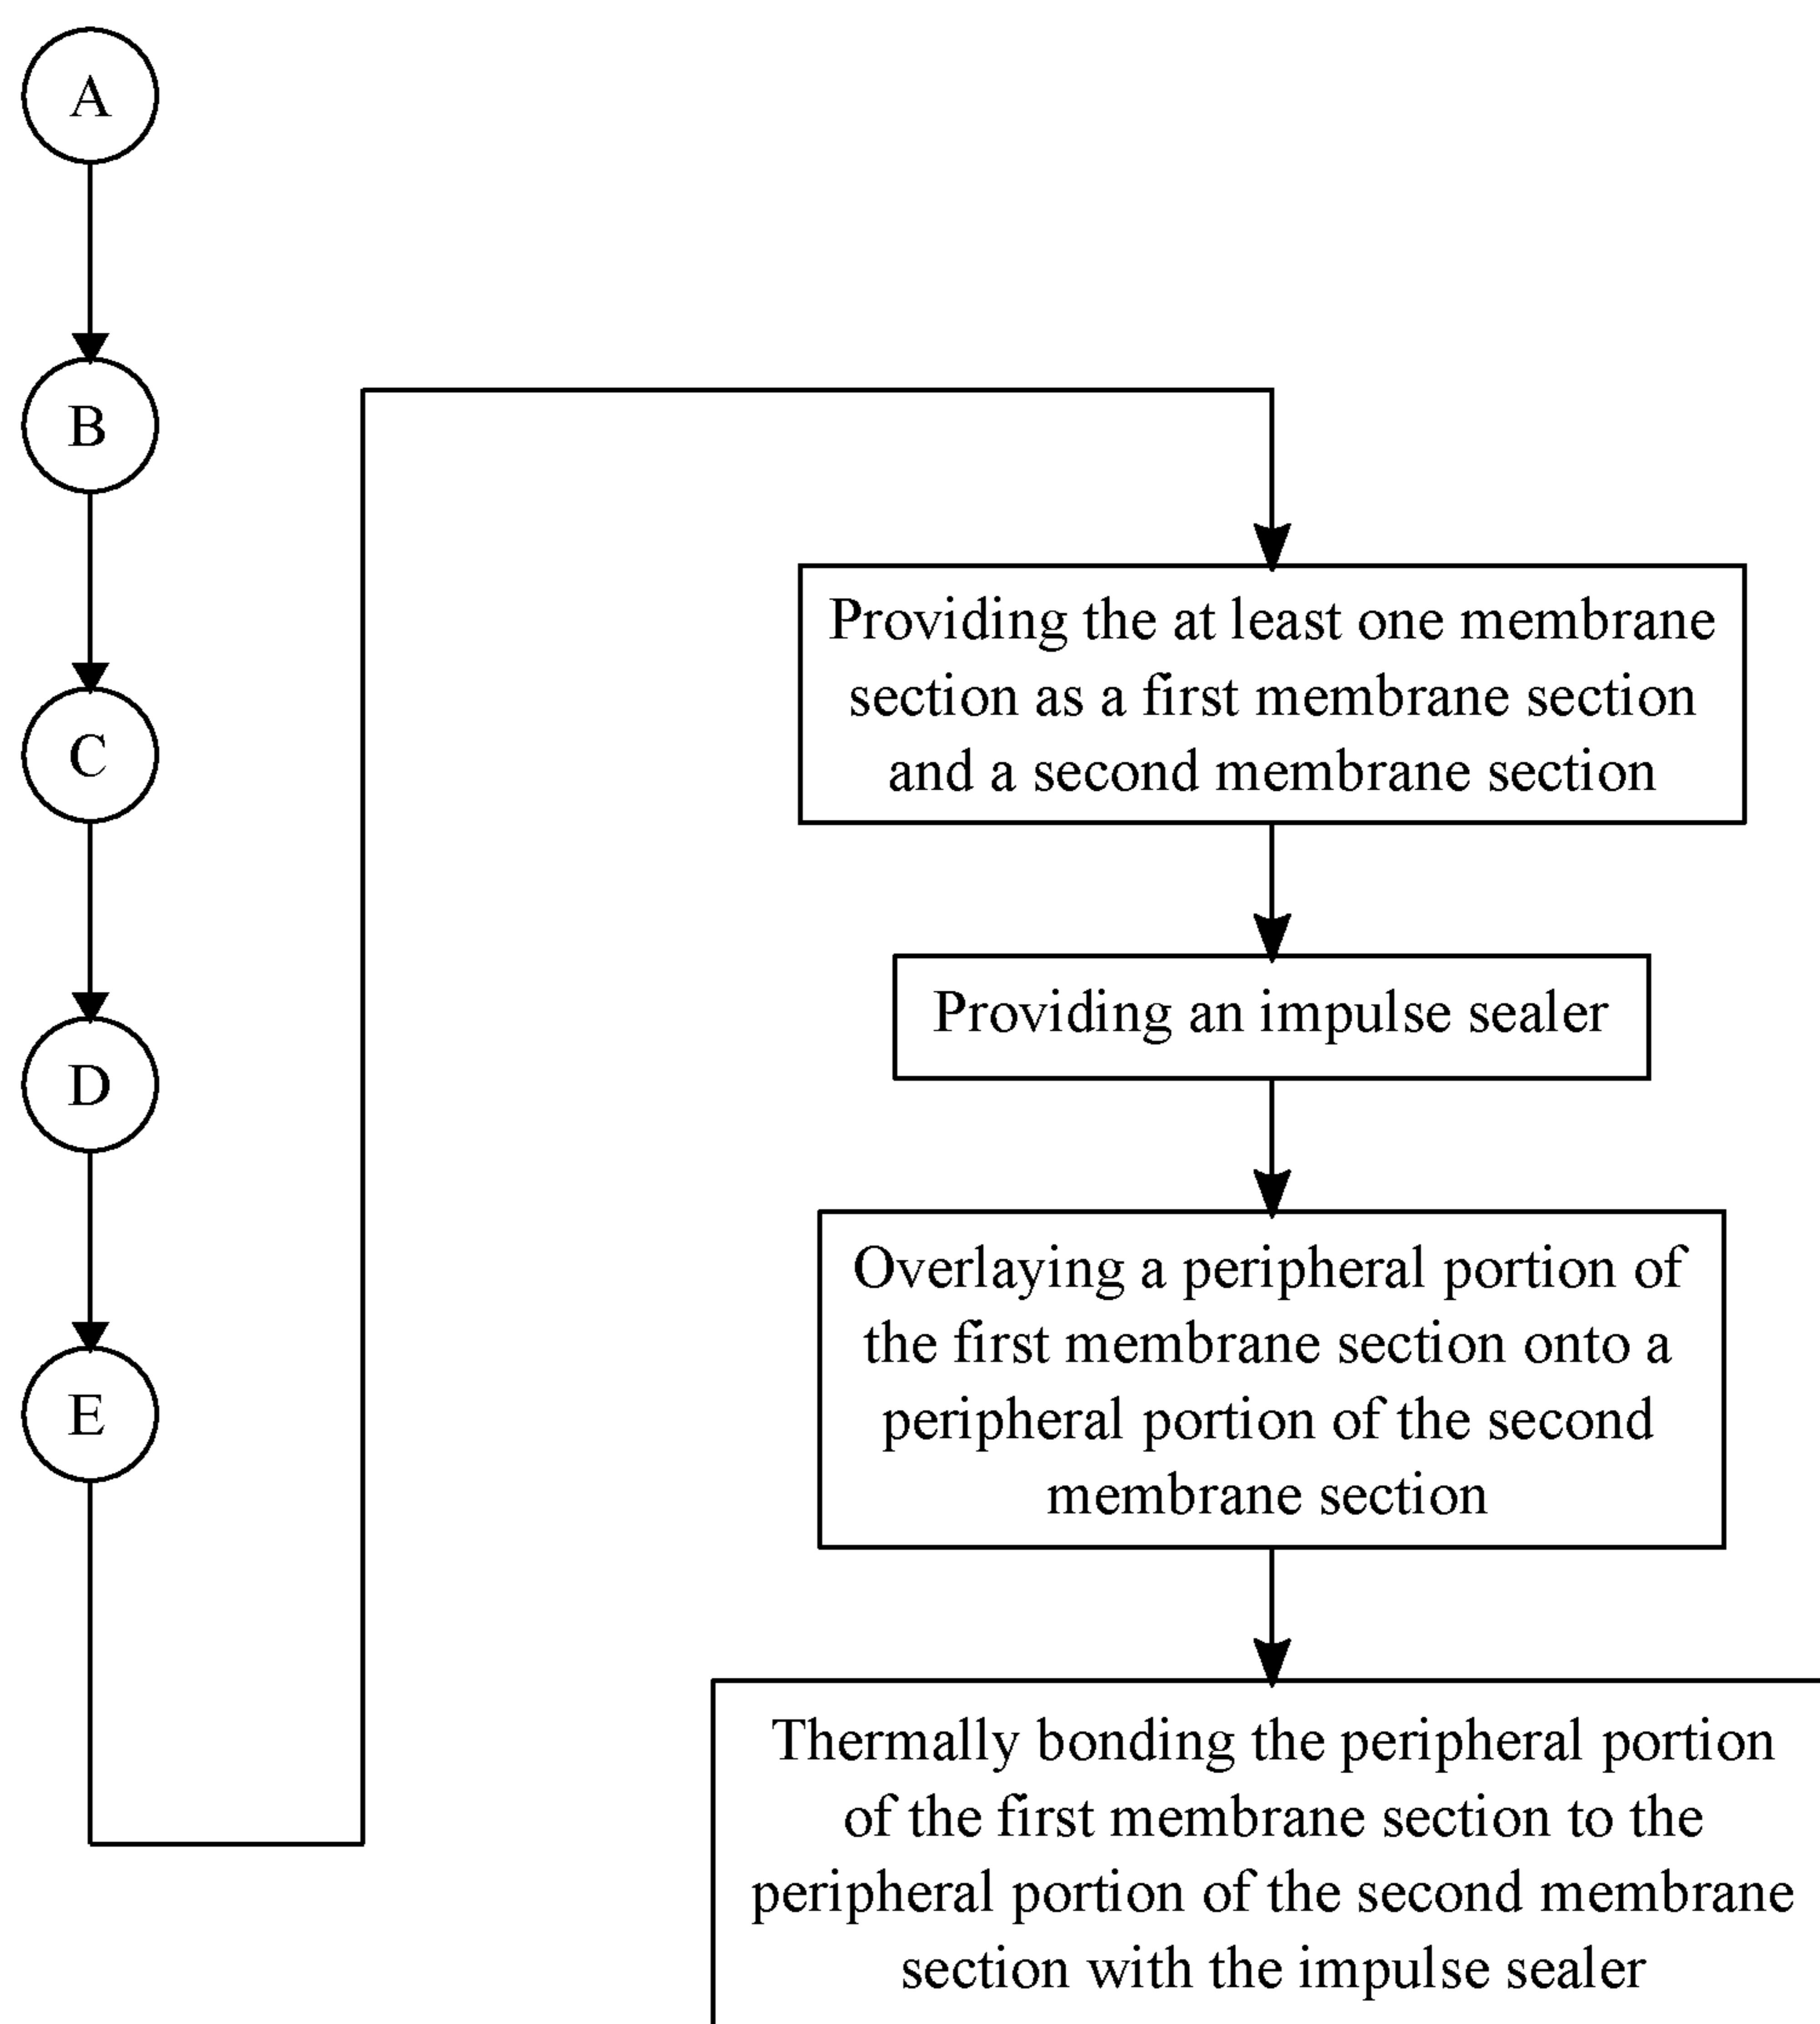 A
B
C
D
E
Providing the at least one membrane
section as a first membrane section
and a second membrane section
Providing an impulse sealer
Overlaying a peripheral portion of
the first membrane section onto a
peripheral portion of the second
membrane section
Thermally bonding the peripheral portion
of the first membrane section to the
peripheral portion of the second membrane
section with the impulse sealer